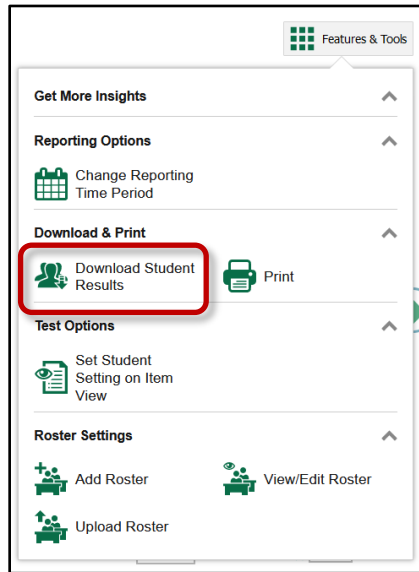 Features & Tools
Get More Insights
Reporting Options
Change Reporting
Time Period
Download & Print
Download Student
Results
Print
Test Options
Set Student
Setting on Item
View
Roster Settings
Add Roster
View/Edit Roster
Upload Roster